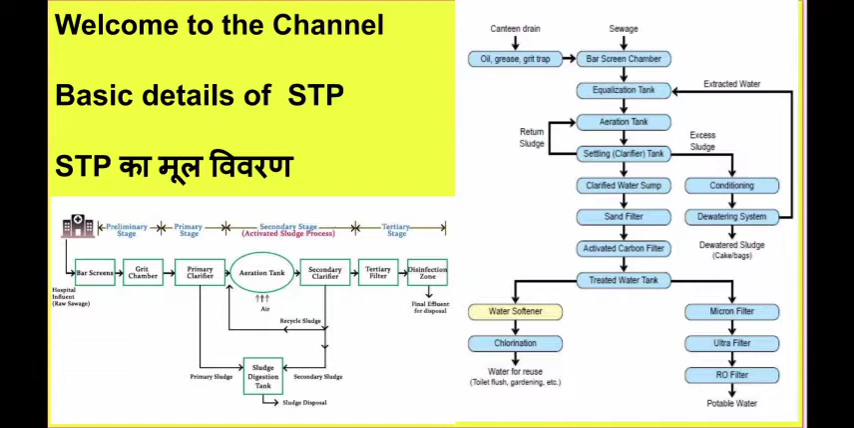 Welcome to the Channel
Basic details of STP
STP का मूल विवरण
Preliminary
Stage
Primary
Stage
Secondary Stage
(Activated Sludge Process)
Tertiary
Stage
Bar Screens
Grit
Chamber
Primary
Clarifier
Aeration Tank
Secondary
Clarifier
Tertiary
Filter
Disinfection
Zone
Hospital
Influent
(Raw Sawage)
Air
Final Effluent
for disposal
Recycle Sludge
Primary Sludge
Sludge
Digestion
Tank
Secondary Sludge
Sludge Disposal
Canteen drain
Sewage
Oil, grease, grit trap
Bar Screen Chamber
Equalization Tank
Extracted Water
Aeration Tank
Return
Sludge
Excess
Sludge
Settling (Clarifier) Tank
Clarified Water Sump
Conditioning
Sand Filter
Dewatering System
Activated Carbon Filter
Dewatered Sludge
(Cake/bags)
Treated Water Tank
Water Softener
Micron Filter
Chlorination
Ultra Filter
Water for reuse
(Toilet flush, gardening, etc.)
RO Filter
Potable Water